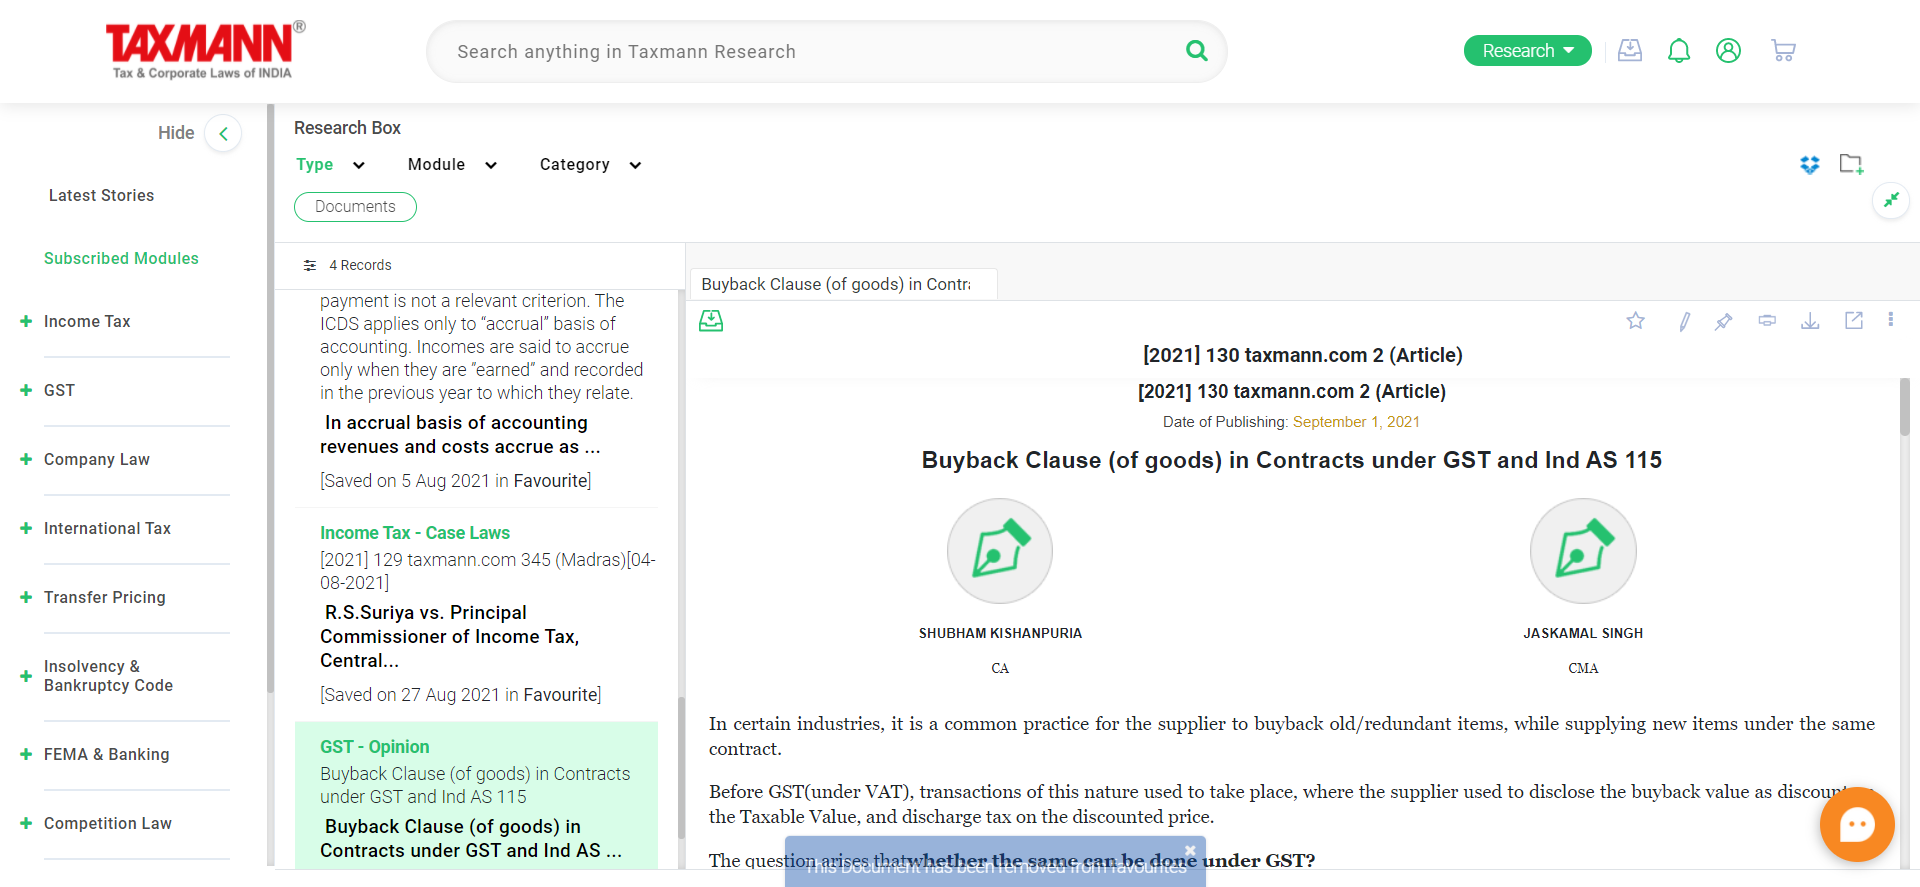 TAXMANN®
Tax & Corporate Laws of INDIA
Search anything in Taxmann Research
Research
Hide
Latest Stories
Subscribed Modules
+ Income Tax
+ GST
+ Company Law
+ International Tax
+ Transfer Pricing
+ Insolvency &
Bankruptcy Code
+ FEMA & Banking
+ Competition Law
Research Box
Type
Module
Category
Documents
4 Records
payment is not a relevant criterion. The
ICDS applies only to “accrual” basis of
accounting. Incomes are said to accrue
only when they are “earned” and recorded
in the previous year to which they relate.
In accrual basis of accounting
revenues and costs accrue as ...
[Saved on 5 Aug 2021 in Favourite]
Income Tax - Case Laws
[2021] 129 taxmann.com 345 (Madras)[04-
08-2021]
R.S.Suriya vs. Principal
Commissioner of Income Tax,
Central...
[Saved on 27 Aug 2021 in Favourite]
GST - Opinion
Buyback Clause (of goods) in Contracts
under GST and Ind AS 115
Buyback Clause (of goods) in
Contracts under GST and Ind AS ...
Buyback Clause (of goods) in Contra
[2021] 130 taxmann.com 2 (Article)
[2021] 130 taxmann.com 2 (Article)
Date of Publishing: September 1, 2021
Buyback Clause (of goods) in Contracts under GST and Ind AS 115
SHUBHAM KISHANPURIA
CA
JASKAMAL SINGH
CMA
In certain industries, it is a common practice for the supplier to buyback old/redundant items, while supplying new items under the same
contract.
Before GST(under VAT), transactions of this nature used to take place, where the supplier used to disclose the buyback value as discount
the Taxable Value, and discharge tax on the discounted price.
The question arises thatwhether the same can be done under GST?
This Document has been removed from favourites